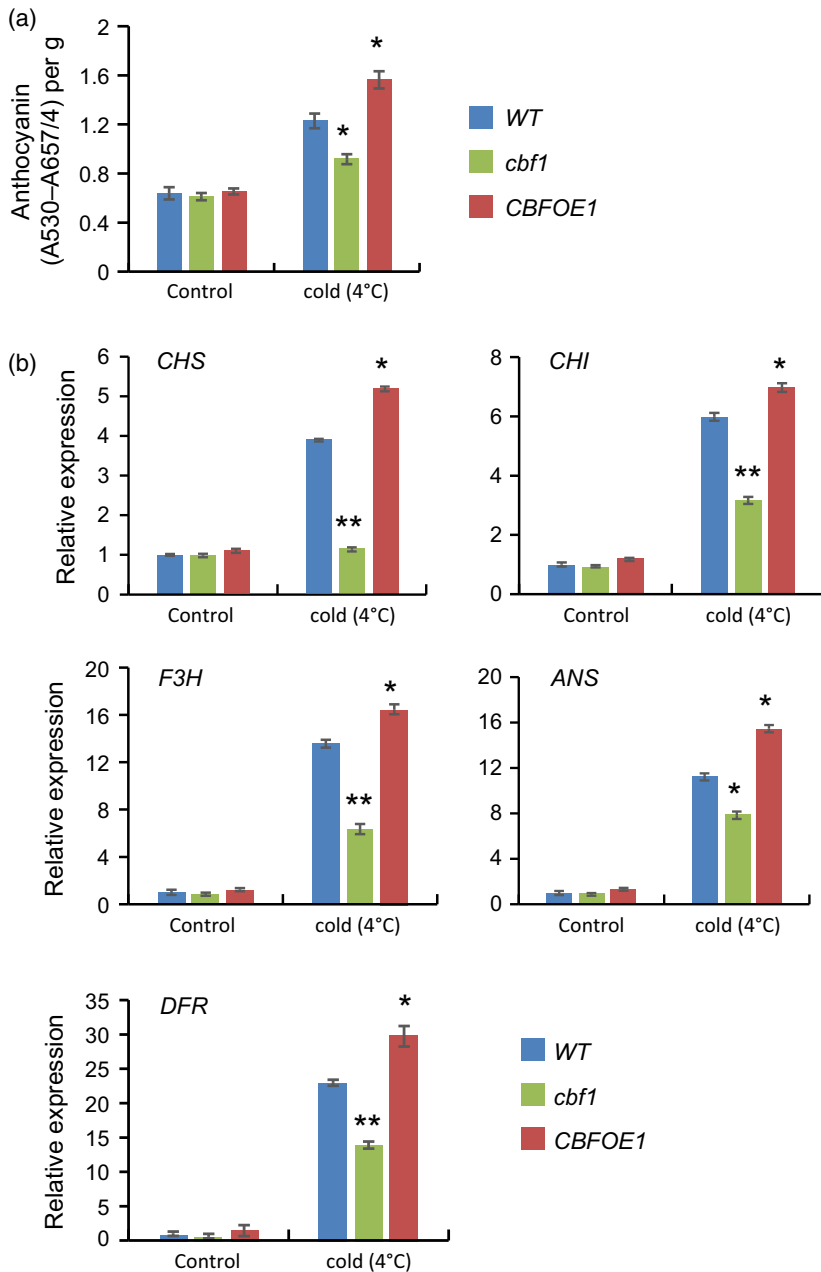 (a)
Anthocyanin
(A530–A657/4) per g
2
1.6
1.2
0.8
0.4
0
*
*
Control
cold (4°C)
WT
cbf1
CBFOE1
(b)
Relative expression
CHS
6
5
4
3
2
1
0
**
*
Control
cold (4°C)
CHI
8
6
4
2
0
**
*
Control
cold (4°C)
Relative expression
F3H
20
16
12
8
4
0
**
*
Control
cold (4°C)
ANS
20
16
12
8
4
0
*
*
Control
cold (4°C)
Relative expression
DFR
35
30
25
20
15
10
5
0
**
*
Control
cold (4°C)
WT
cbf1
CBFOE1